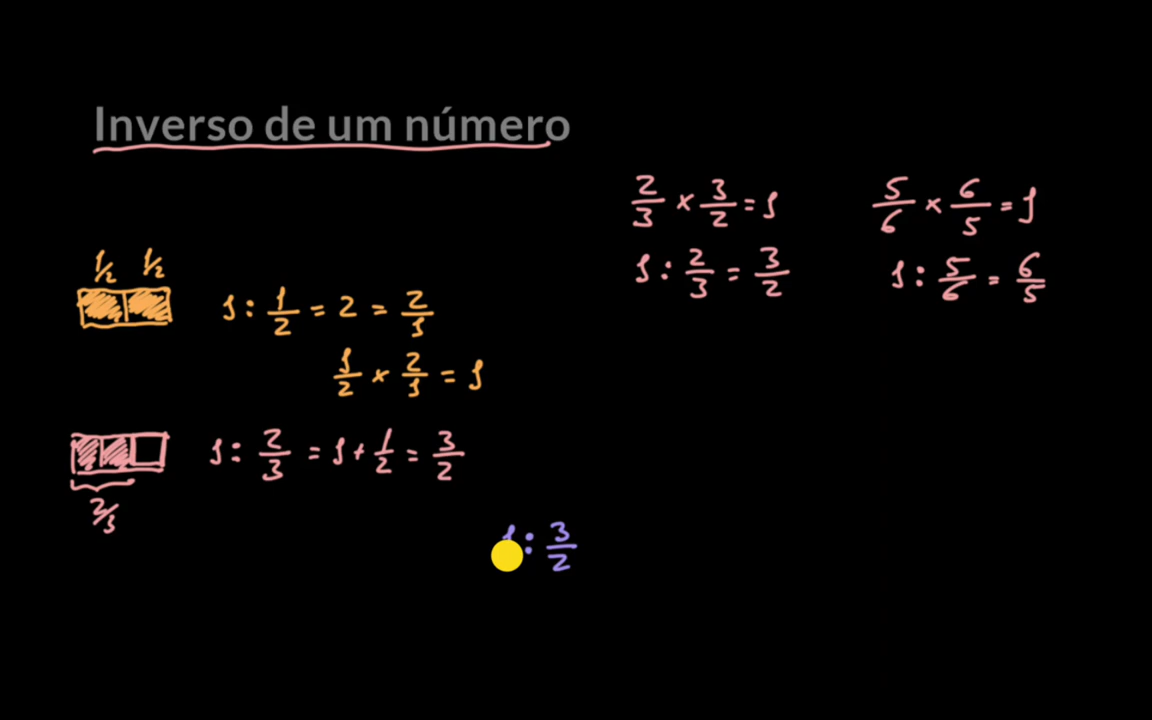 Inverso de um número
1/2 1/2
1 : 1/2 = 2 = 2/1
1/2 × 2/1 = 1
1 : 2/3 = 1 + 1/2 = 3/2
2/3
1 : 3/2
2/3 × 3/2 = 1
1 : 2/3 = 3/2
5/6 × 6/5 = 1
1 : 5/6 = 6/5